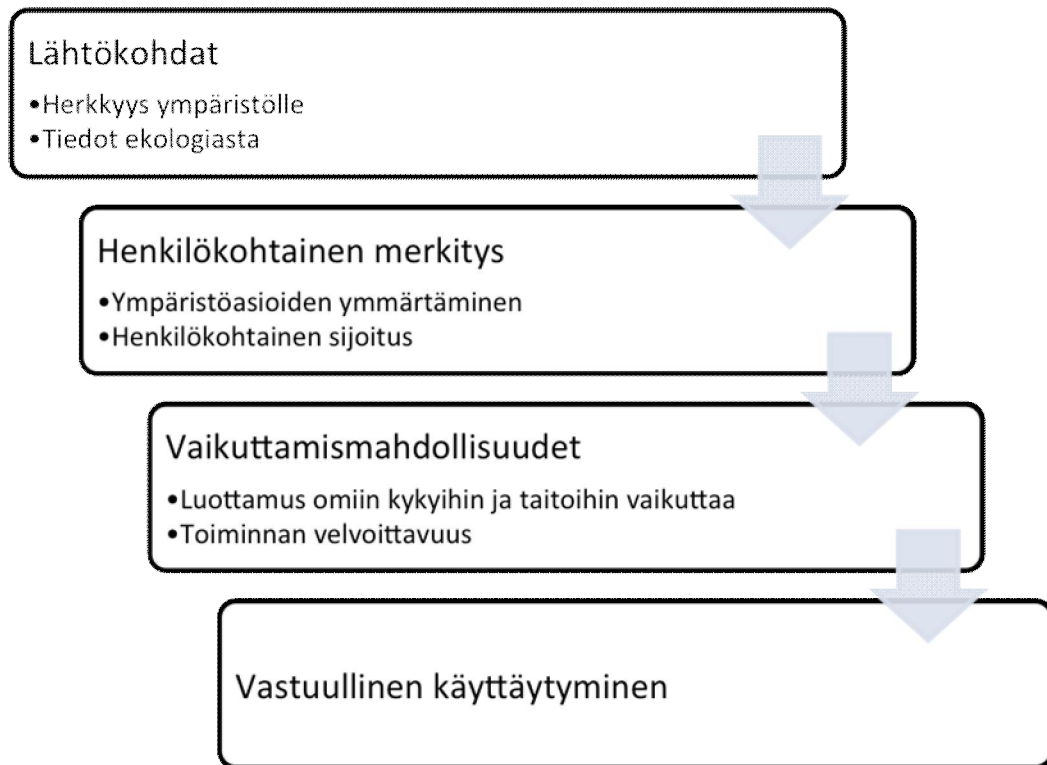 Lähtökohdat
•Herkkyys ympäristölle
•Tiedot ekologiasta
Henkilökohtainen merkitys
•Ympäristöasioiden ymmärtäminen
•Henkilökohtainen sijoitus
Vaikuttamismahdollisuudet
•Luottamus omiin kykyihin ja taitoihin vaikuttaa
•Toiminnan velvoittavuus
Vastuullinen käyttäytyminen